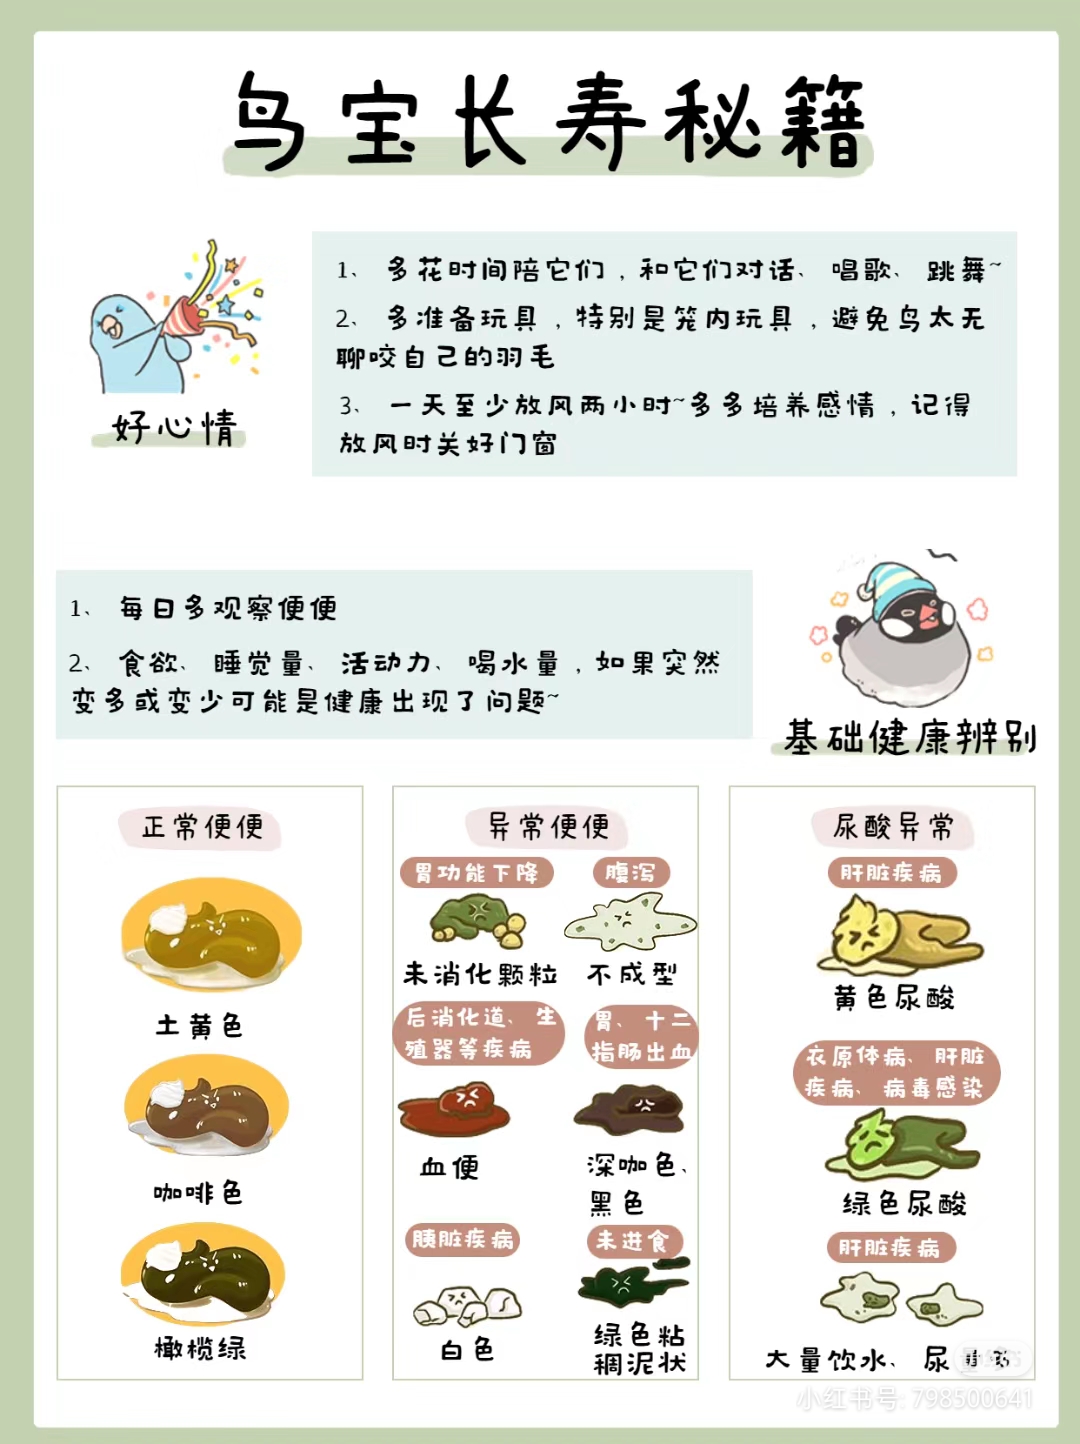 鸟宝长寿秘籍
1、 多花时间陪它们，和它们对话、 唱歌、 跳舞~
2、 多准备玩具，特别是笼内玩具，避免鸟太无
聊咬自己的羽毛
3、 一天至少放风两小时~多多培养感情，记得
放风时关好门窗
好心情
1、 每日多观察便便
2、 食欲、 睡觉量、 活动力、 喝水量，如果突然
变多或变少可能是健康出现了问题~
基础健康辨别
正常便便
土黄色
咖啡色
橄榄绿
异常便便
胃功能下降
腹泻
未消化颗粒
不成型
后消化道、 生
殖器等疾病
胃、 十二
指肠出血
血便
深咖色、
黑色
胰脏疾病
未进食
白色
绿色粘
稠泥状
尿酸异常
肝脏疾病
黄色尿酸
衣原体病、 肝脏
疾病、 病毒感染
绿色尿酸
肝脏疾病
大量饮水、 尿
小红书号: 798500641